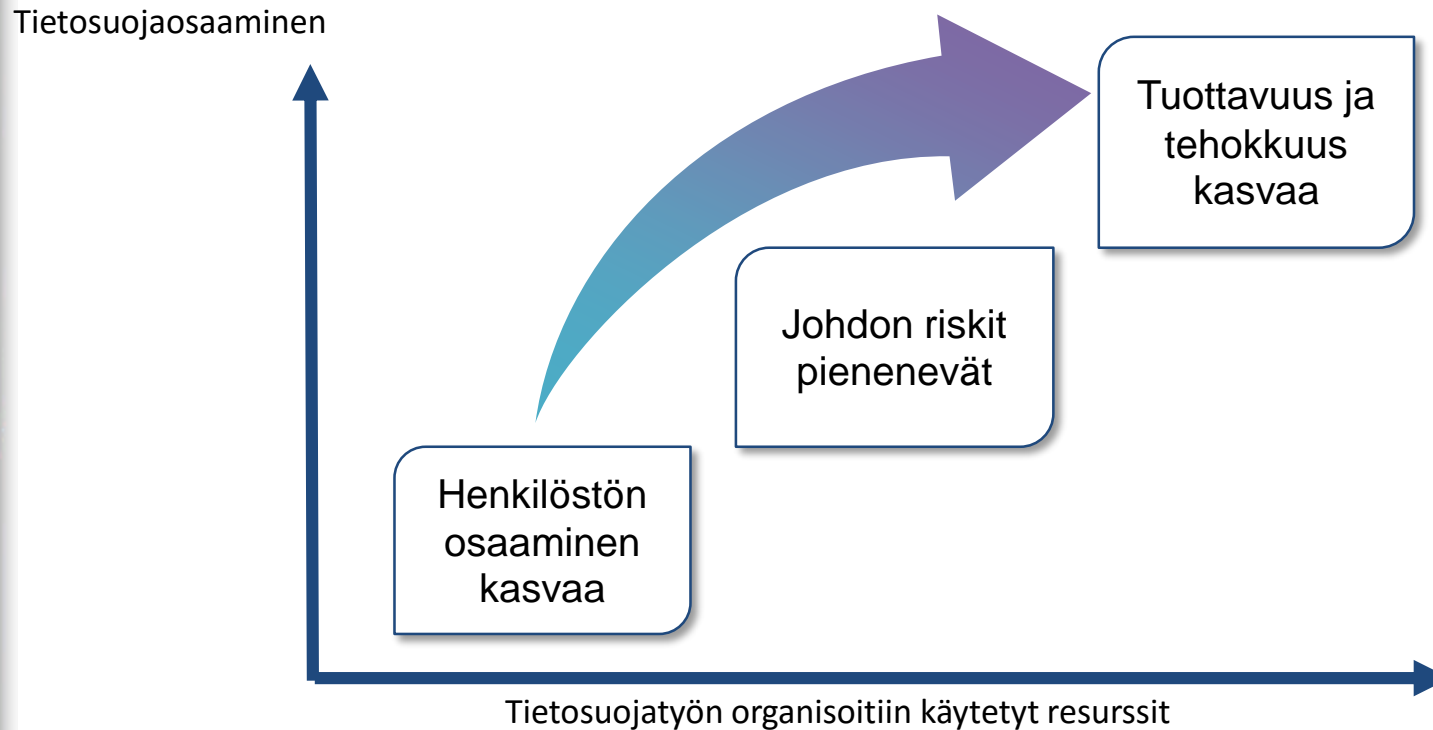 Tietosuojaosaaminen
Tuottavuus ja
tehokkuus
kasvaa
Johdon riskit
pienenevät
Henkilöstön
osaaminen
kasvaa
Tietosuojatyön organisoitiin käytetyt resurssit